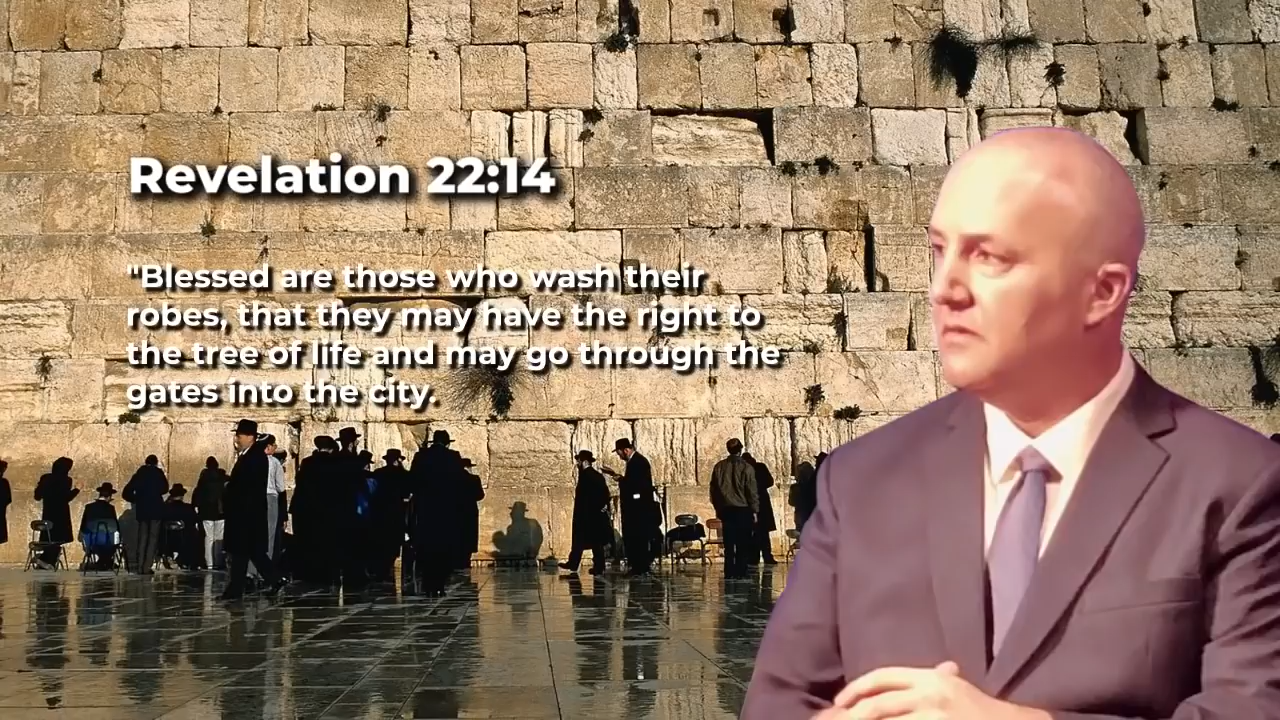 Revelation 22:14
"Blessed are those who wash their
robes, that they may have the right to
the tree of life and may go through the
gates into the city.